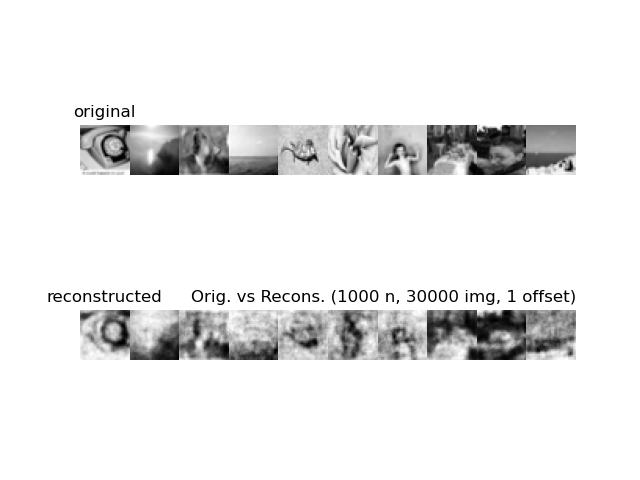 original
reconstructed
Orig. vs Recons. (1000 n, 30000 img, 1 offset)